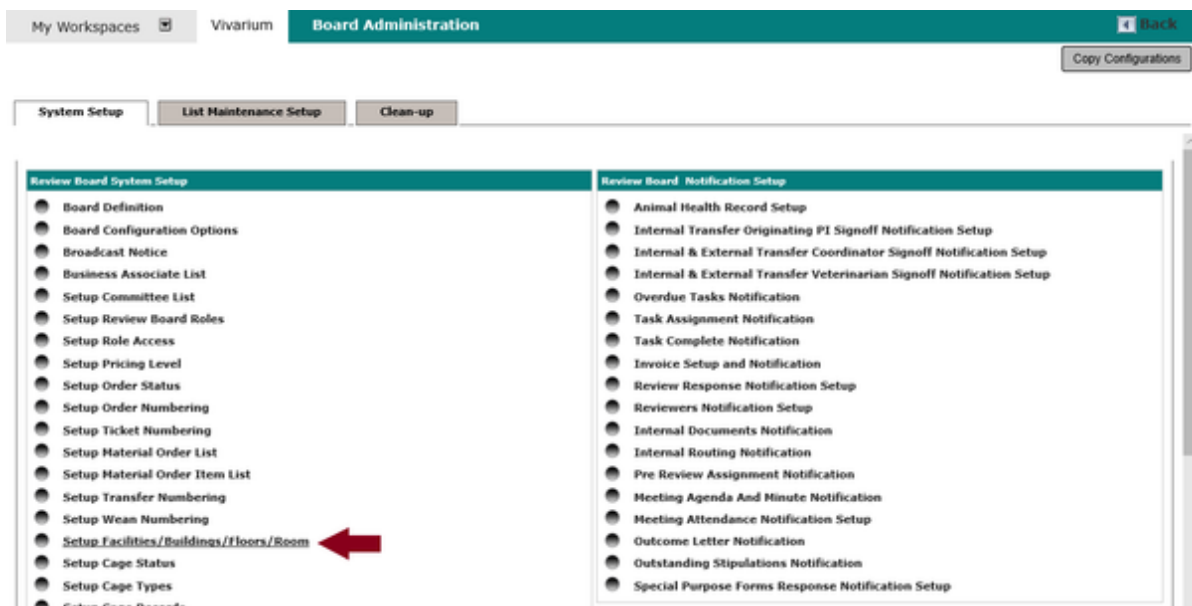 My Workspaces Vivarium Board Administration Back
Copy Configurations
System Setup List Maintenance Setup Clean-up
Review Board System Setup
Board Definition
Board Configuration Options
Broadcast Notice
Business Associate List
Setup Committee List
Setup Review Board Roles
Setup Role Access
Setup Pricing Level
Setup Order Status
Setup Order Numbering
Setup Ticket Numbering
Setup Material Order List
Setup Material Order Item List
Setup Transfer Numbering
Setup Wean Numbering
Setup Facilities/Buildings/Floors/Room
Setup Cage Status
Setup Cage Types
Review Board Notification Setup
Animal Health Record Setup
Internal Transfer Originating PI Signoff Notification Setup
Internal & External Transfer Coordinator Signoff Notification Setup
Internal & External Transfer Veterinarian Signoff Notification Setup
Overdue Tasks Notification
Task Assignment Notification
Task Complete Notification
Invoice Setup and Notification
Review Response Notification Setup
Reviewers Notification Setup
Internal Documents Notification
Internal Routing Notification
Pre Review Assignment Notification
Meeting Agenda And Minute Notification
Meeting Attendance Notification Setup
Outcome Letter Notification
Outstanding Stipulations Notification
Special Purpose Forms Response Notification Setup